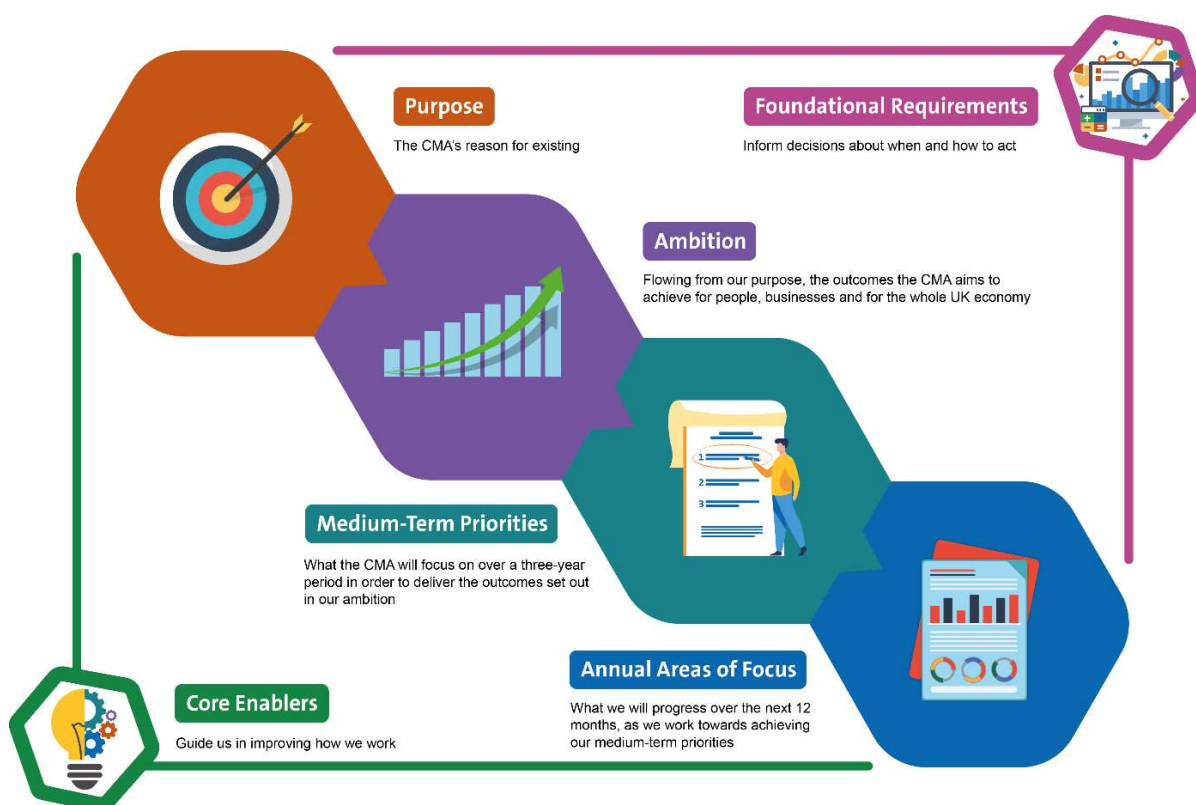 Purpose
The CMA's reason for existing
Foundational Requirements
Inform decisions about when and how to act
Ambition
Flowing from our purpose, the outcomes the CMA aims to
achieve for people, businesses and for the whole UK economy
1
2
3
Medium-Term Priorities
What the CMA will focus on over a three-year
period in order to deliver the outcomes set out
in our ambition
Annual Areas of Focus
What we will progress over the next 12
months, as we work towards achieving
our medium-term priorities
Core Enablers
Guide us in improving how we work